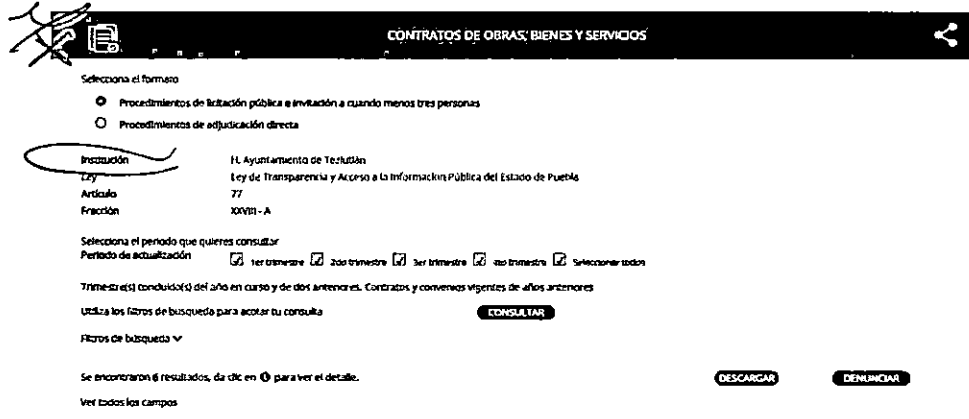 CONTRATOS DE OBRAS, BIENES Y SERVICIOS
Selecciona el formato
Procedimientos de licitación pública e invitación a cuando menos tres personas
Procedimientos de adjudicación directa
Institución H. Ayuntamiento de Teziutlán
Ley Ley de Transparencia y Acceso a la Información Pública del Estado de Puebla
Artículo 77
Fracción XXVIII - A
Selecciona el periodo que quieres consultar
Periodo de actualización 1er trimestre 2do trimestre 3er trimestre 4to trimestre Seleccionar todos
Trimestre(s) concluido(s) del año en curso y de dos anteriores. Contratos y convenios vigentes de años anteriores
Utiliza los filtros de busqueda para acotar tu consulta CONSULTAR
Filtros de búsqueda
Se encontraron 6 resultados, da clic en para ver el detalle. DESCARGAR DENUNCIAR
Ver todos los campos